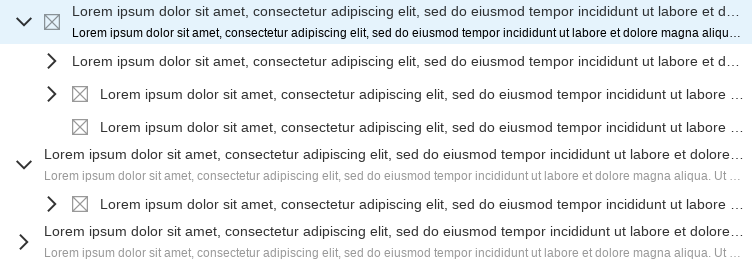 Lorem ipsum dolor sit amet, consectetur adipiscing elit, sed do eiusmod tempor incididunt ut labore et d…
Lorem ipsum dolor sit amet, consectetur adipiscing elit, sed do eiusmod tempor incididunt ut labore et dolore magna aliqu…
Lorem ipsum dolor sit amet, consectetur adipiscing elit, sed do eiusmod tempor incididunt ut labore et d…
Lorem ipsum dolor sit amet, consectetur adipiscing elit, sed do eiusmod tempor incididunt ut labore …
Lorem ipsum dolor sit amet, consectetur adipiscing elit, sed do eiusmod tempor incididunt ut labore …
Lorem ipsum dolor sit amet, consectetur adipiscing elit, sed do eiusmod tempor incididunt ut labore et dolore…
Lorem ipsum dolor sit amet, consectetur adipiscing elit, sed do eiusmod tempor incididunt ut labore et dolore magna aliqua. Ut …
Lorem ipsum dolor sit amet, consectetur adipiscing elit, sed do eiusmod tempor incididunt ut labore …
Lorem ipsum dolor sit amet, consectetur adipiscing elit, sed do eiusmod tempor incididunt ut labore et dolore…
Lorem ipsum dolor sit amet, consectetur adipiscing elit, sed do eiusmod tempor incididunt ut labore et dolore magna aliqua. Ut …